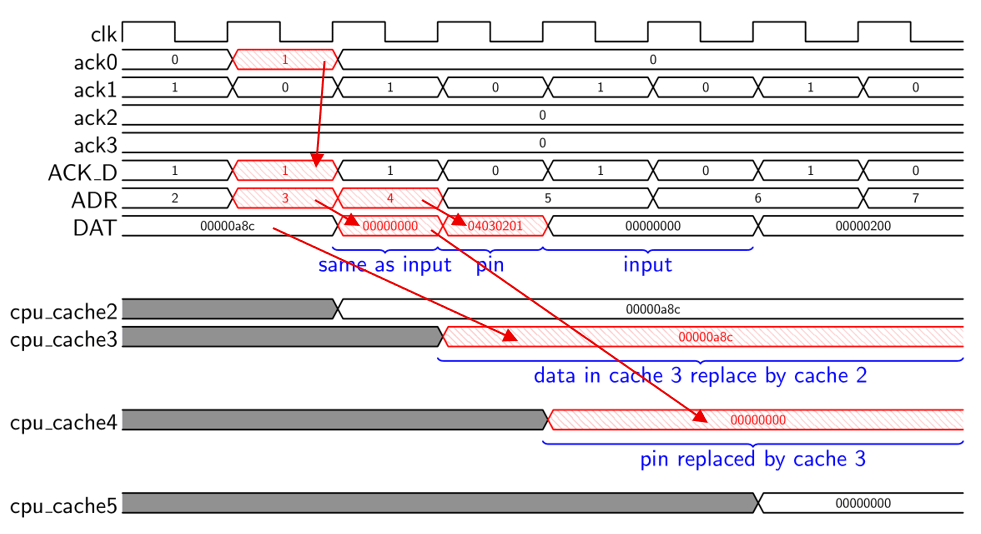 clk
ack0 0 1 0
ack1 1 0 1 0 1 0 1 0
ack2 0
ack3 0
ACK_D 1 1 1 0 1 0 1 0
ADR 2 3 4 5 6 7
DAT 00000a8c 00000000 04030201 00000000 00000200
same as input pin input
cpu_cache2 00000a8c
cpu_cache3 00000a8c
data in cache 3 replace by cache 2
cpu_cache4 00000000
pin replaced by cache 3
cpu_cache5 00000000